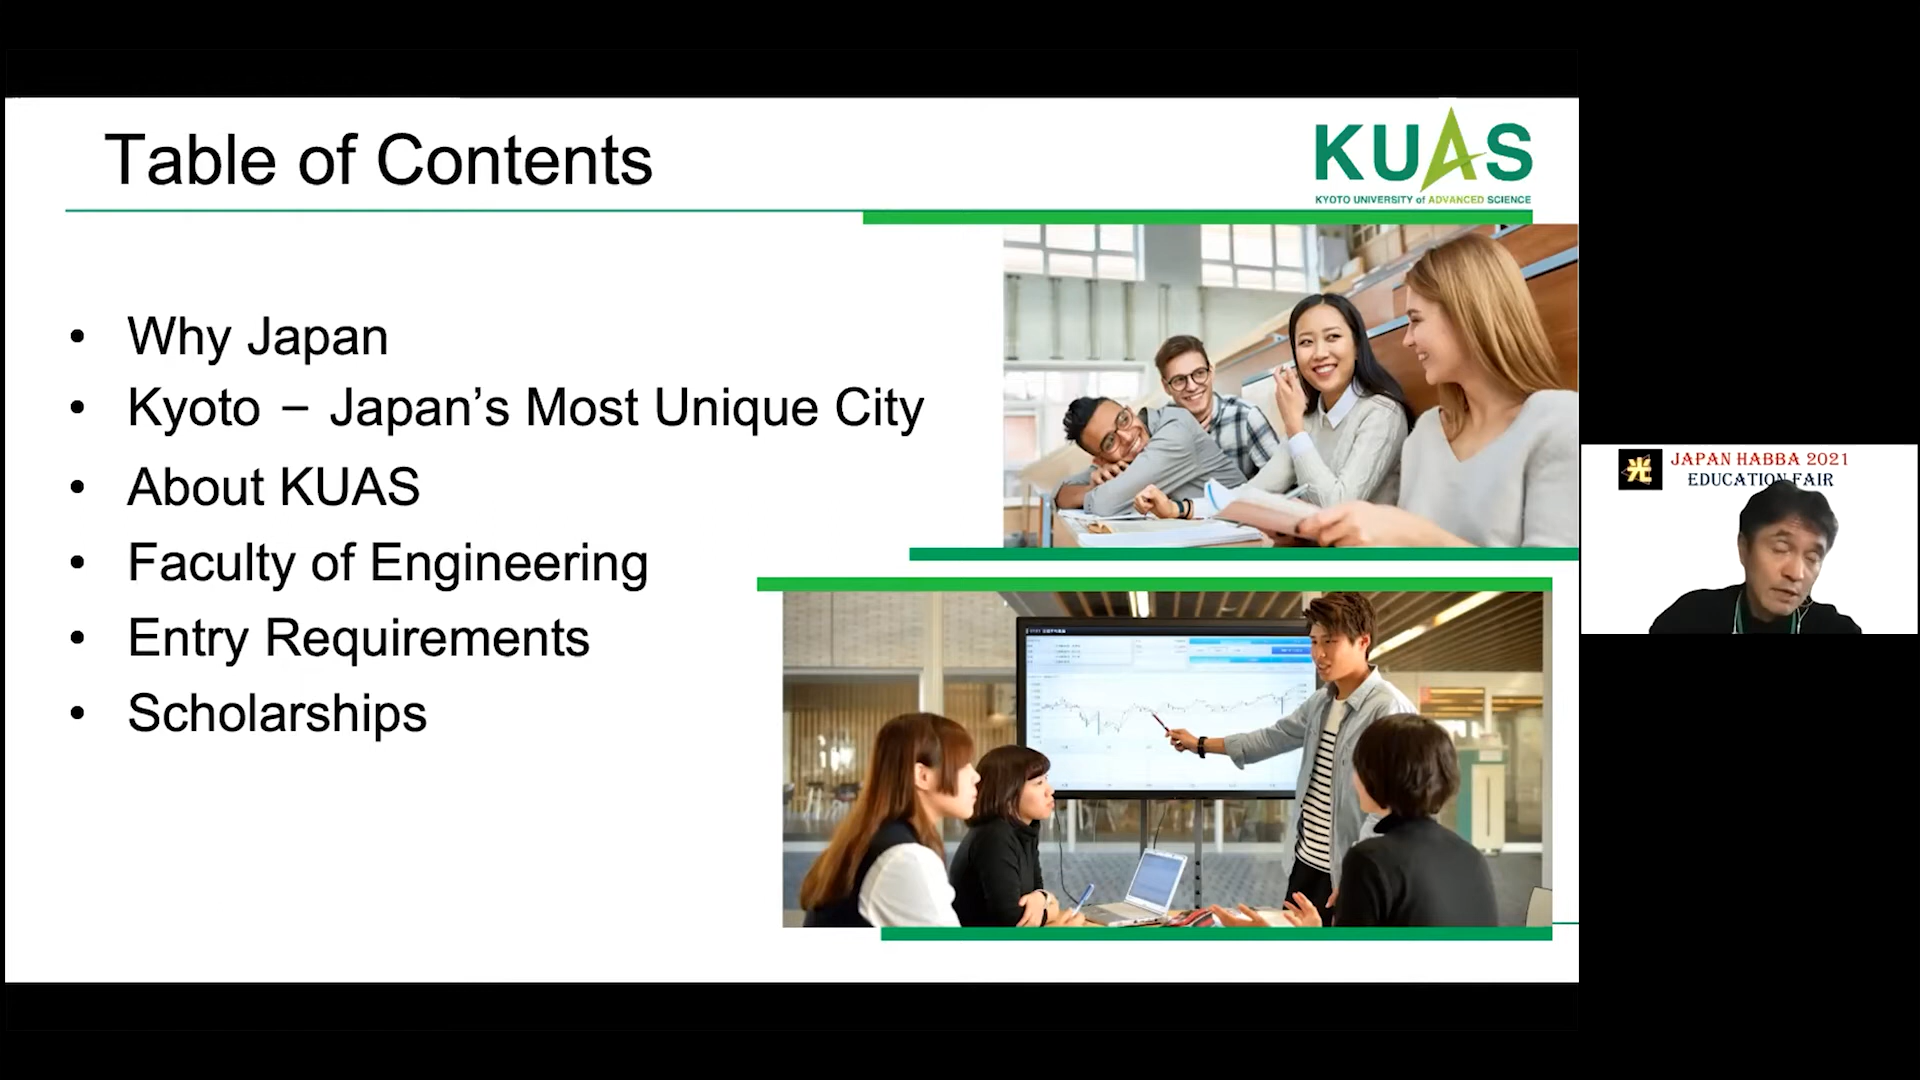 Table of Contents
KUAS
KYOTO UNIVERSITY of ADVANCED SCIENCE
• Why Japan
• Kyoto – Japan’s Most Unique City
• About KUAS
• Faculty of Engineering
• Entry Requirements
• Scholarships
光
JAPAN HABBA 2021
EDUCATION FAIR